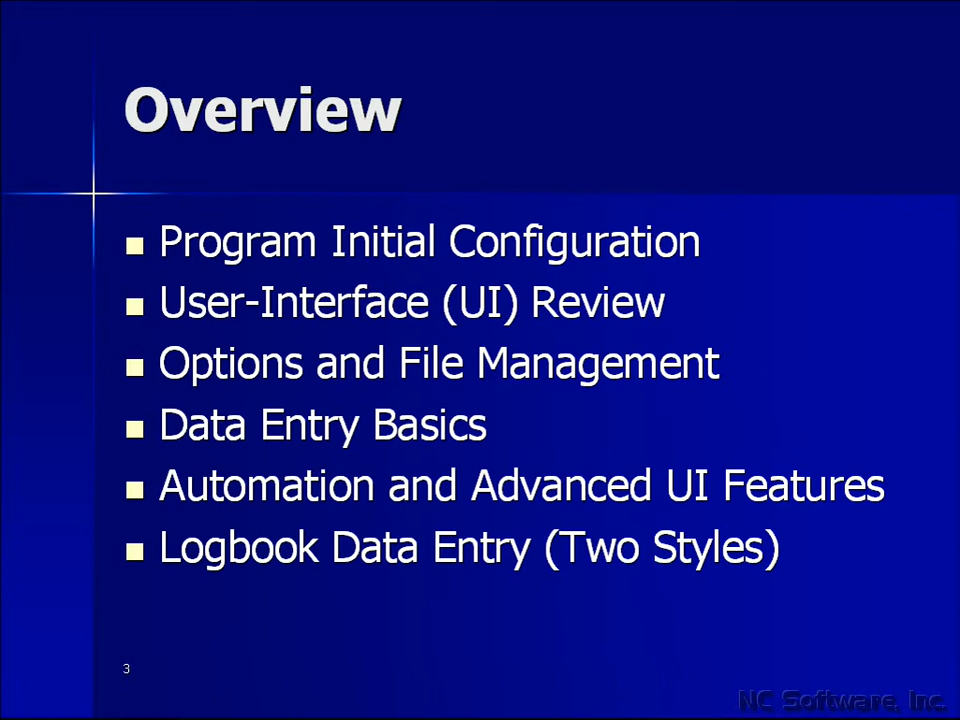 Overview
Program Initial Configuration
User-Interface (UI) Review
Options and File Management
Data Entry Basics
Automation and Advanced UI Features
Logbook Data Entry (Two Styles)
3
NC Software, Inc.